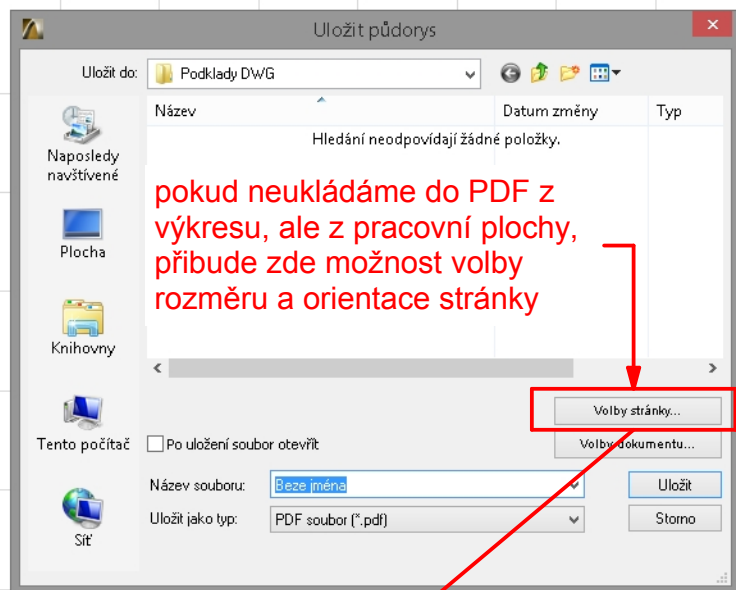 Uložit půdorys
Uložit do: Podklady DWG
Název Datum změny Typ
Hledání neodpovídají žádné položky.
Naposledy
navštívené
pokud neukládáme do PDF z
výkresu, ale z pracovní plochy,
přibude zde možnost volby
rozměru a orientace stránky
Plocha
Knihovny
Tento počítač
Síť
Volby stránky...
Po uložení soubor otevřít
Volby dokumentu...
Název souboru: Beze jména
Uložit
Uložit jako typ: PDF soubor (*.pdf)
Storno